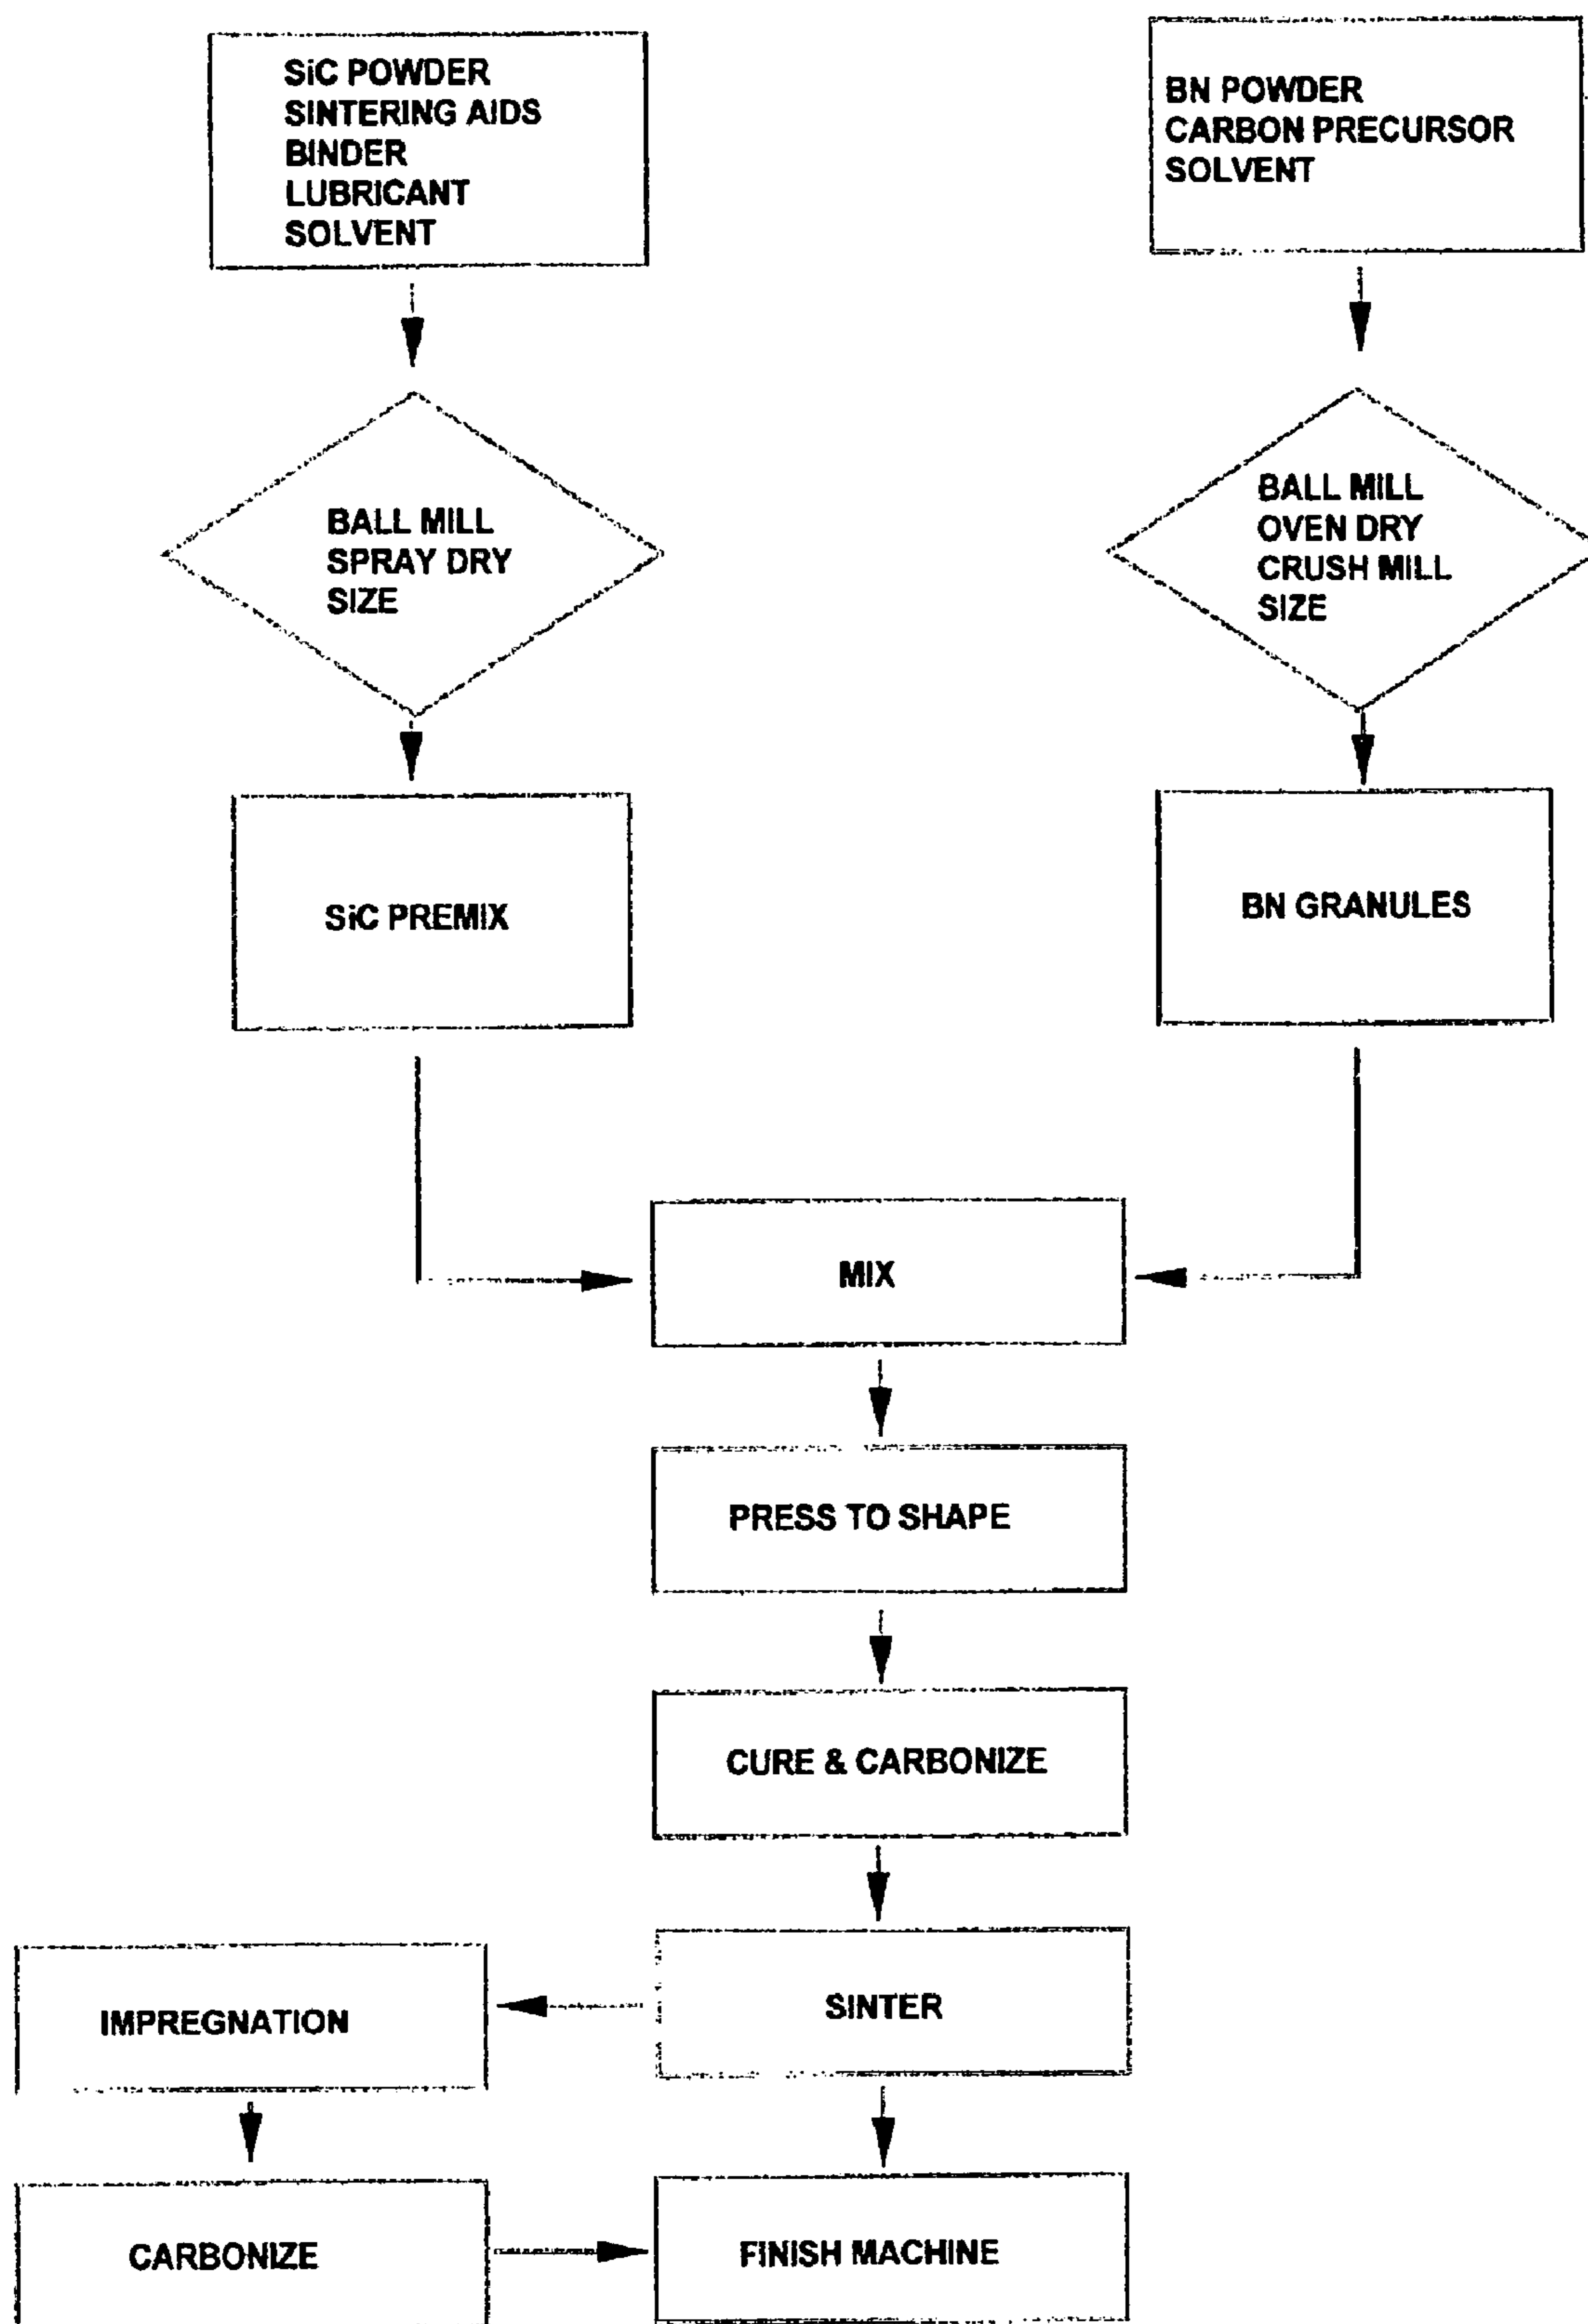 SiC POWDER
SINTERING AIDS
BINDER
LUBRICANT
SOLVENT
BN POWDER
CARBON PRECURSOR
SOLVENT
BALL MILL
SPRAY DRY
SIZE
BALL MILL
OVEN DRY
CRUSH MILL
SIZE
SiC PREMIX
BN GRANULES
MIX
PRESS TO SHAPE
CURE & CARBONIZE
SINTER
IMPREGNATION
CARBONIZE
FINISH MACHINE